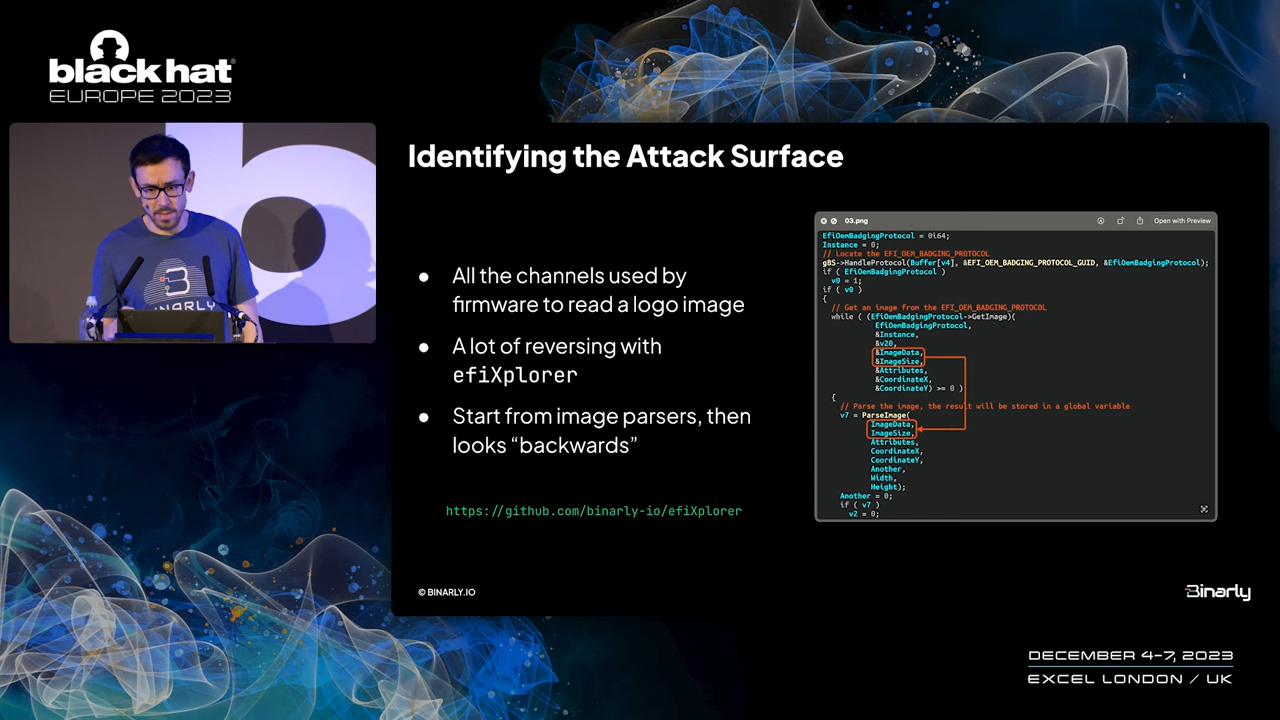 black hat
EUROPE 2023
BINARLY
Identifying the Attack Surface
All the channels used by
firmware to read a logo image
A lot of reversing with
efiXplorer
Start from image parsers, then
looks “backwards”
https://github.com/binarly-io/efiXplorer
03.png
Open with Preview
EfiOemBadgingProtocol = 0i64;
Instance = 0;
// Locate the EFI_OEM_BADGING_PROTOCOL
gBS->HandleProtocol(Buffer[v4], &EFI_OEM_BADGING_PROTOCOL_GUID, &EfiOemBadgingProtocol);
if ( EfiOemBadgingProtocol )
v0 = 1;
if ( v0 )
{
// Get an image from the EFI_OEM_BADGING_PROTOCOL
while ( (EfiOemBadgingProtocol->GetImage)(
EfiOemBadgingProtocol,
&Instance,
&v20,
&ImageData,
&ImageSize,
&Attributes,
&CoordinateX,
&CoordinateY) >= 0 )
{
// Parse the image, the result will be stored in a global variable
v7 = ParseImage(
ImageData,
ImageSize,
Attributes,
CoordinateX,
CoordinateY,
Another,
Width,
Height);
Another = 0;
if ( v7 )
v2 = 0;
© BINARLY.IO
Binarly
DECEMBER 4-7, 2023
EXCEL LONDON / UK